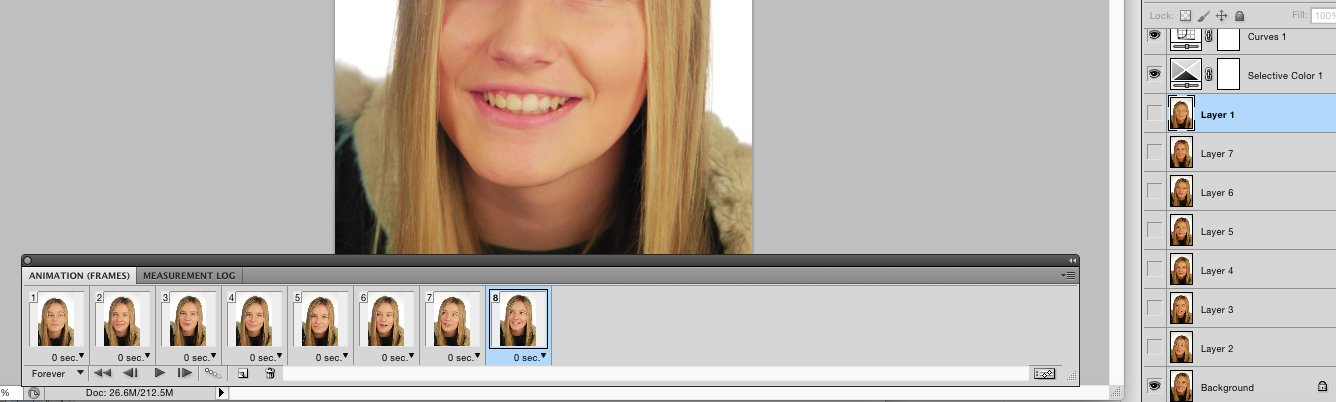 Lock: Fill: 100%
Curves 1
Selective Color 1
Layer 1
Layer 7
Layer 6
Layer 5
Layer 4
Layer 3
Layer 2
Background
ANIMATION (FRAMES) MEASUREMENT LOG
1 2 3 4 5 6 7 8
0 sec. 0 sec. 0 sec. 0 sec. 0 sec. 0 sec. 0 sec. 0 sec.
Forever
% Doc: 26.6M/212.5M